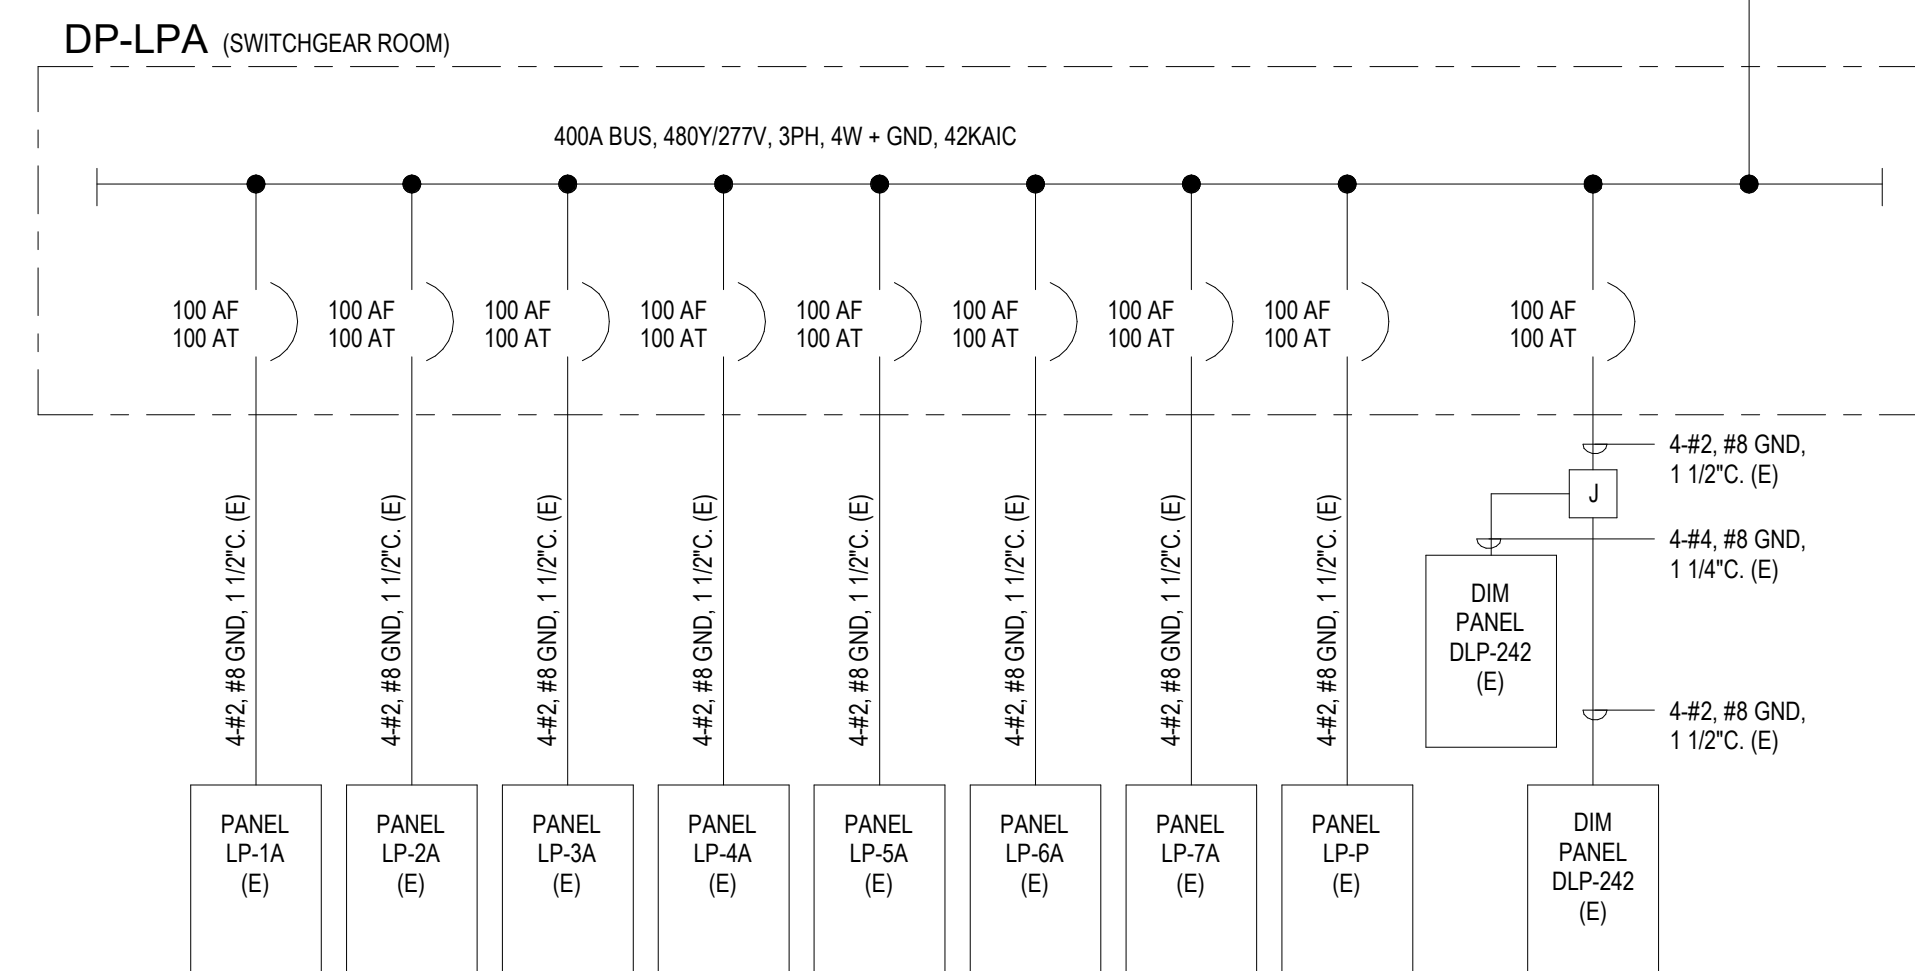 DP-LPA (SWITCHGEAR ROOM)
400A BUS, 480Y/277V, 3PH, 4W + GND, 42KAIC
100 AF
100 AT
100 AF
100 AT
100 AF
100 AT
100 AF
100 AT
100 AF
100 AT
100 AF
100 AT
100 AF
100 AT
100 AF
100 AT
100 AF
100 AT
4-#2, #8 GND, 1 1/2"C. (E)
4-#2, #8 GND, 1 1/2"C. (E)
4-#2, #8 GND, 1 1/2"C. (E)
4-#2, #8 GND, 1 1/2"C. (E)
4-#2, #8 GND, 1 1/2"C. (E)
4-#2, #8 GND, 1 1/2"C. (E)
4-#2, #8 GND, 1 1/2"C. (E)
4-#2, #8 GND, 1 1/2"C. (E)
4-#2, #8 GND,
1 1/2"C. (E)
J
4-#4, #8 GND,
1 1/4"C. (E)
DIM
PANEL
DLP-242
(E)
4-#2, #8 GND,
1 1/2"C. (E)
PANEL
LP-1A
(E)
PANEL
LP-2A
(E)
PANEL
LP-3A
(E)
PANEL
LP-4A
(E)
PANEL
LP-5A
(E)
PANEL
LP-6A
(E)
PANEL
LP-7A
(E)
PANEL
LP-P
(E)
DIM
PANEL
DLP-242
(E)